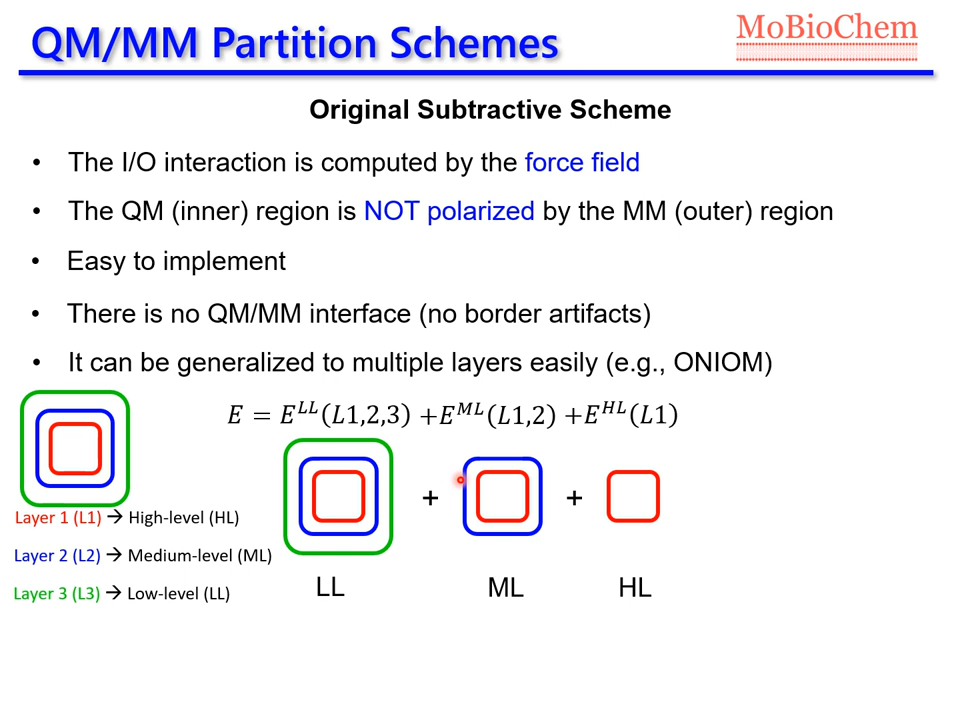 QM/MM Partition Schemes
MoBioChem
Original Subtractive Scheme
• The I/O interaction is computed by the force field
• The QM (inner) region is NOT polarized by the MM (outer) region
• Easy to implement
• There is no QM/MM interface (no border artifacts)
• It can be generalized to multiple layers easily (e.g., ONIOM)
E = E^{LL}(L1,2,3) +E^{ML}(L1,2) +E^{HL}(L1)
+ +
Layer 1 (L1) → High-level (HL)
Layer 2 (L2) → Medium-level (ML)
Layer 3 (L3) → Low-level (LL)
LL ML HL